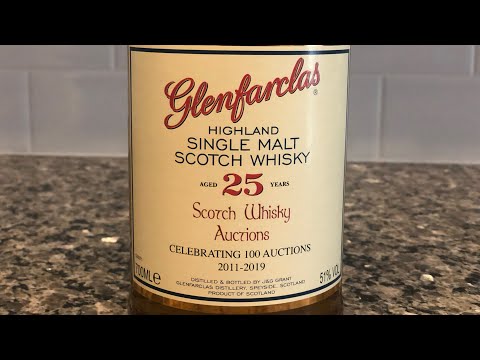 Glenfarclas®
HIGHLAND
SINGLE MALT
SCOTCH WHISKY
AGED 25 YEARS
Scotch Whisky
Auctions
CELEBRATING 100 AUCTIONS
2011-2019
700ML℮ 51% VOL
DISTILLED & BOTTLED BY J&G GRANT
GLENFARCLAS DISTILLERY, SPEYSIDE, SCOTLAND
PRODUCT OF SCOTLAND